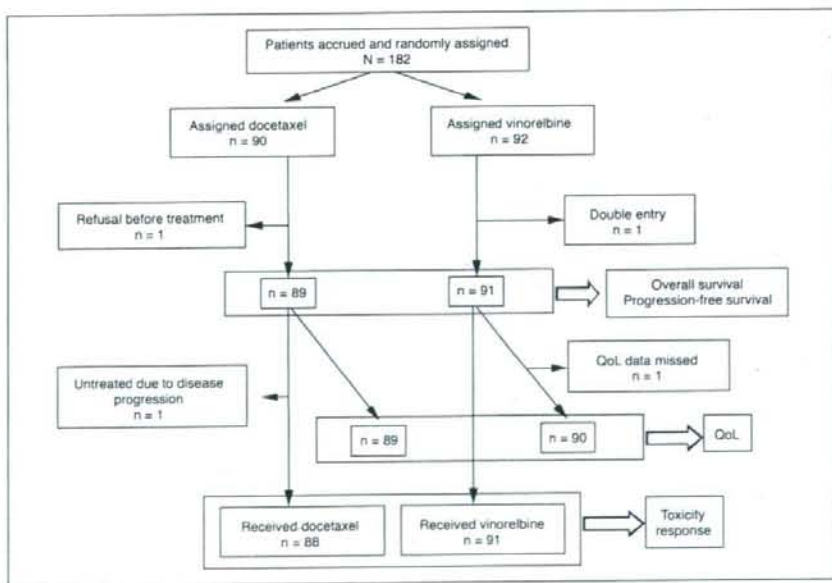 Patients accrued and randomly assigned
N = 182
Assigned docetaxel
n = 90
Assigned vinorelbine
n = 92
Refusal before treatment
n = 1
Double entry
n = 1
n = 89
n = 91
Overall survival
Progression-free survival
Untreated due to disease
progression
n = 1
QoL data missed
n = 1
n = 89
n = 90
QoL
Received docetaxel
n = 88
Received vinorelbine
n = 91
Toxicity
response